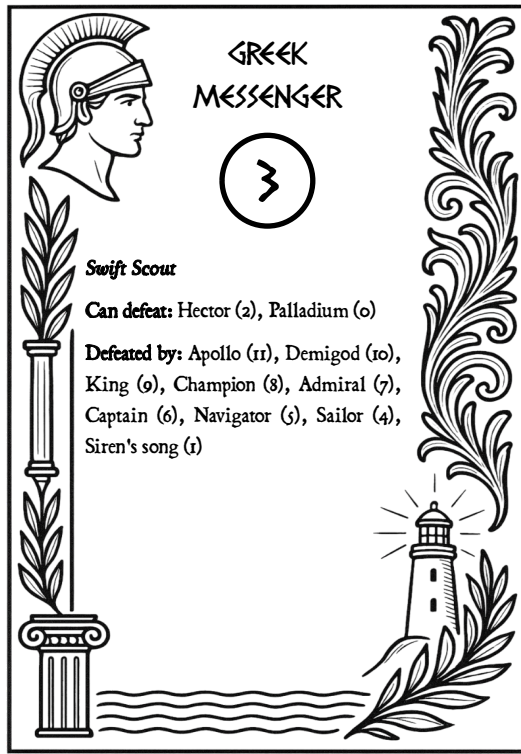 GREEK
MESSENGER
3
Swift Scout
Can defeat: Hector (2), Palladium (0)
Defeated by: Apollo (11), Demigod (10),
King (9), Champion (8), Admiral (7),
Captain (6), Navigator (5), Sailor (4),
Siren's song (1)